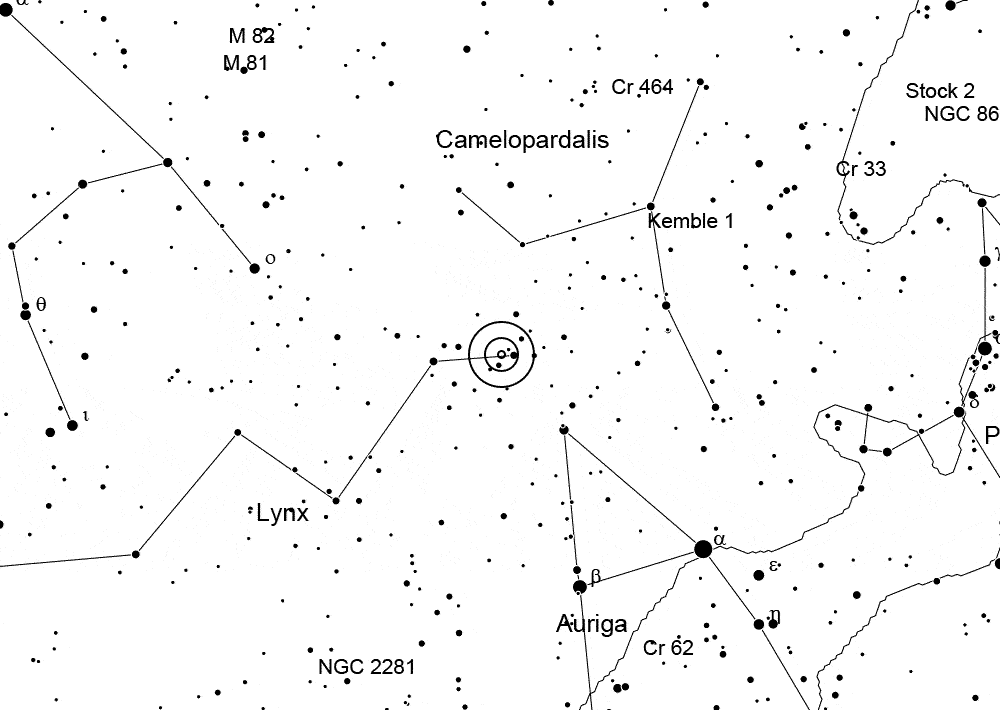 α
M 82
M 81
Cr 464
Stock 2
NGC 86
Camelopardalis
Cr 33
Kemble 1
ο
γ
θ
α
δ
ι
P
Lynx
α
ε
β
η
Auriga
Cr 62
NGC 2281